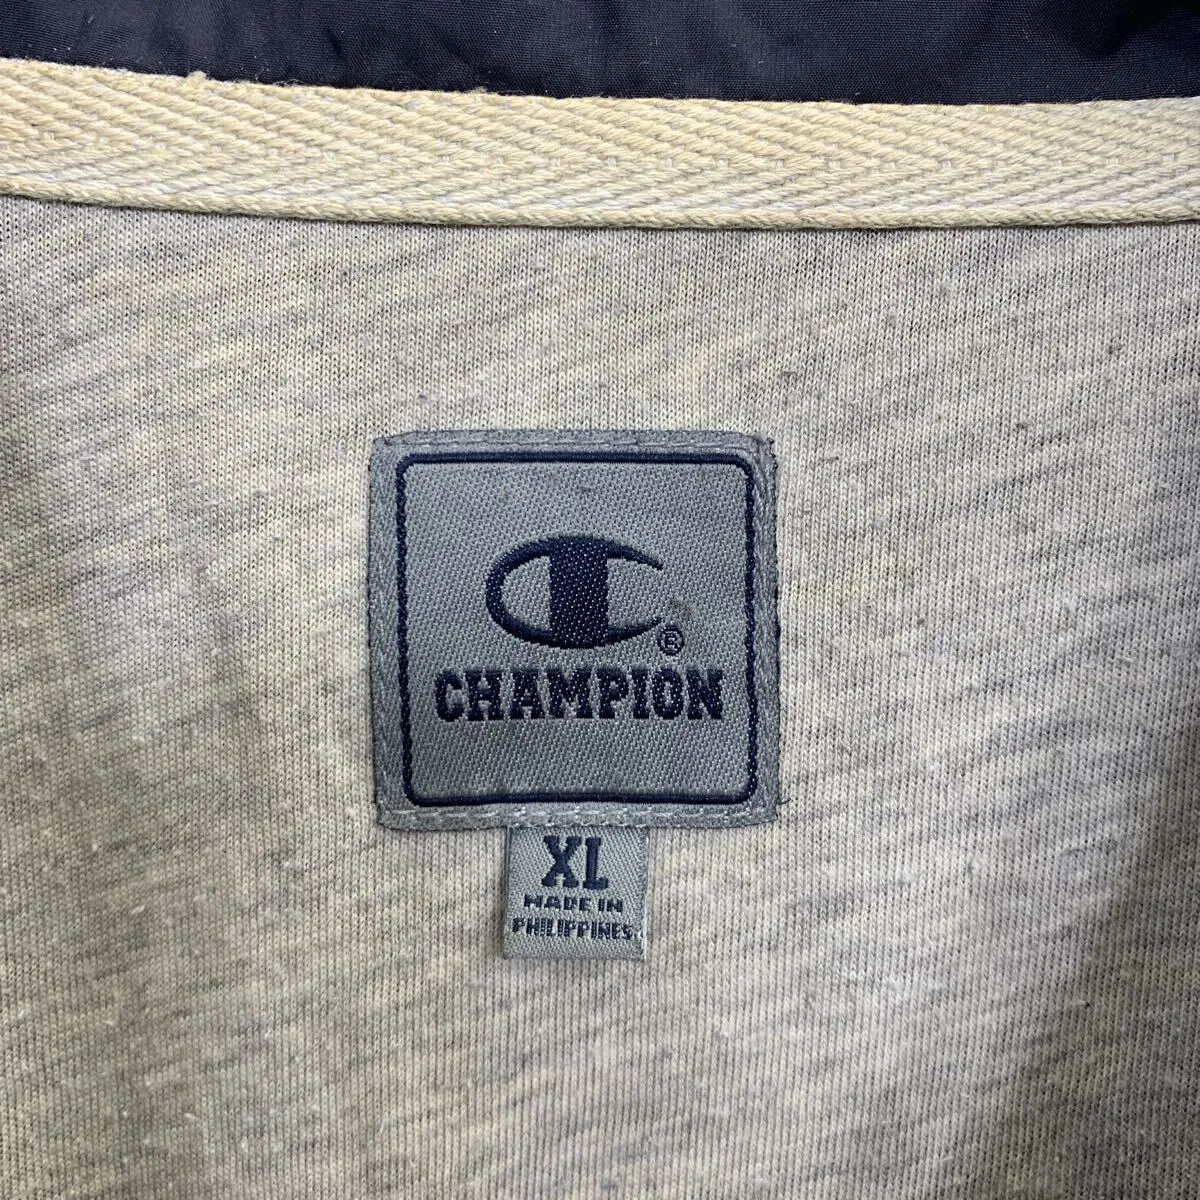 C®
CHAMPION
XL
MADE IN
PHILIPPINES